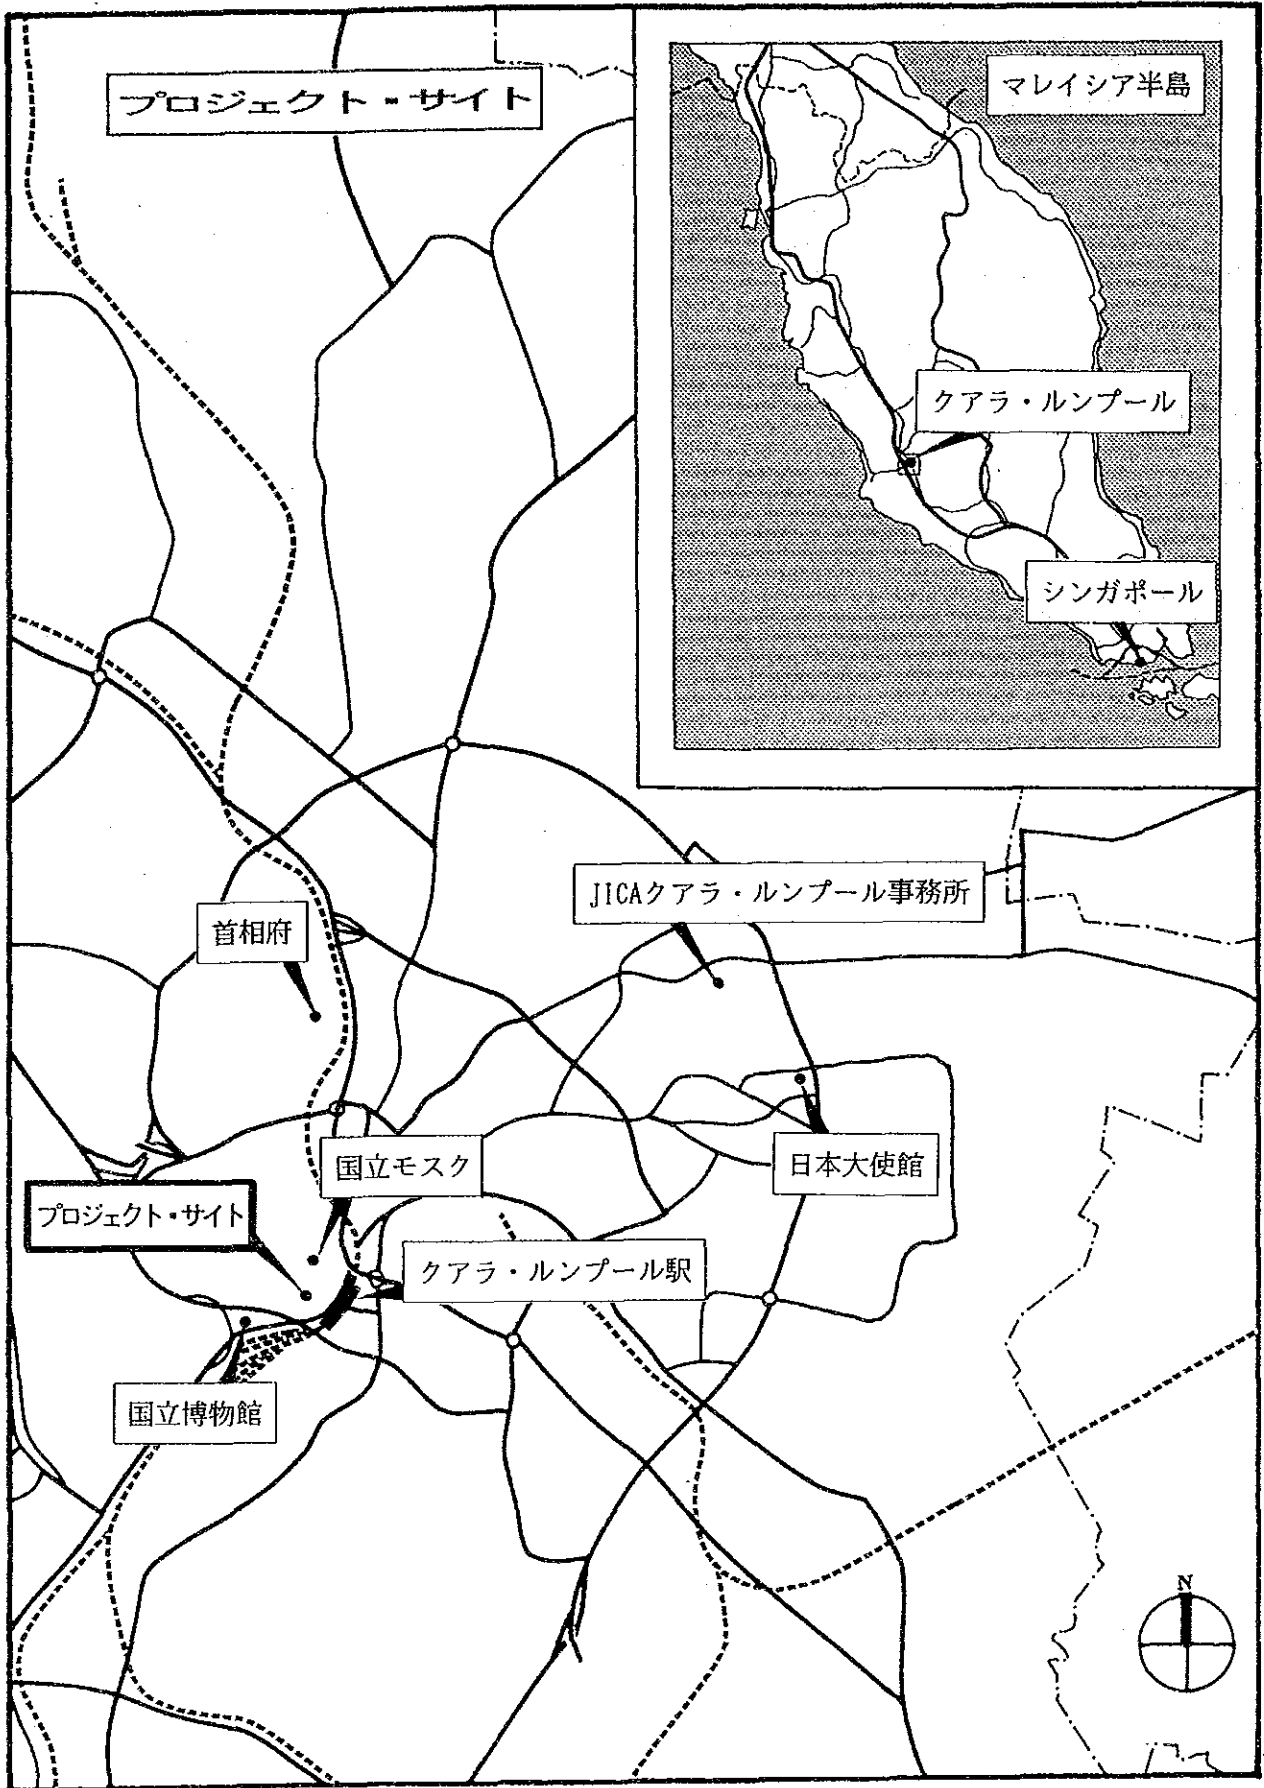 プロジェクト・サイト
マレイシア半島
クアラ・ルンプール
シンガポール
JICAクアラ・ルンプール事務所
首相府
国立モスク
日本大使館
プロジェクト・サイト
クアラ・ルンプール駅
国立博物館
N